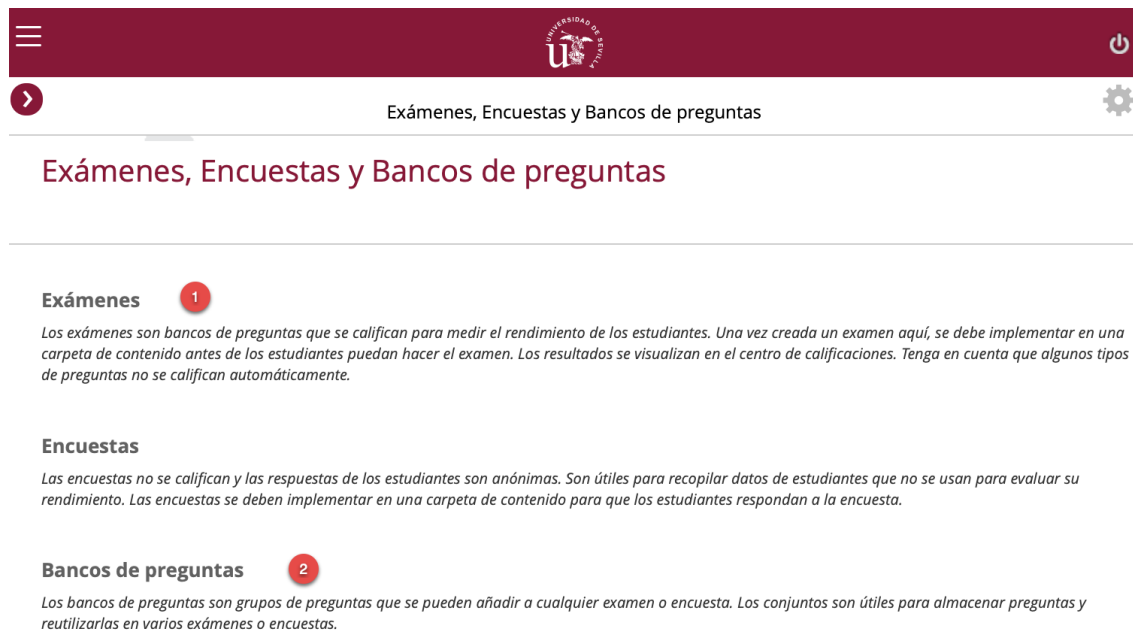 UNIVERSIDAD DE SEVILLA
Exámenes, Encuestas y Bancos de preguntas
Exámenes, Encuestas y Bancos de preguntas
Exámenes 1
Los exámenes son bancos de preguntas que se califican para medir el rendimiento de los estudiantes. Una vez creada un examen aquí, se debe implementar en una
carpeta de contenido antes de los estudiantes puedan hacer el examen. Los resultados se visualizan en el centro de calificaciones. Tenga en cuenta que algunos tipos
de preguntas no se califican automáticamente.
Encuestas
Las encuestas no se califican y las respuestas de los estudiantes son anónimas. Son útiles para recopilar datos de estudiantes que no se usan para evaluar su
rendimiento. Las encuestas se deben implementar en una carpeta de contenido para que los estudiantes respondan a la encuesta.
Bancos de preguntas 2
Los bancos de preguntas son grupos de preguntas que se pueden añadir a cualquier examen o encuesta. Los conjuntos son útiles para almacenar preguntas y
reutilizarlas en varios exámenes o encuestas.